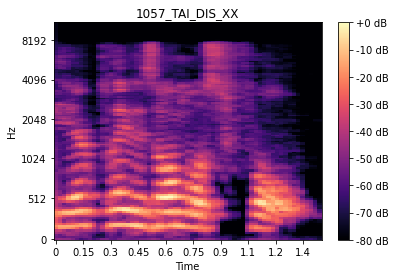 1057_TAI_DIS_XX
Hz
8192
4096
2048
1024
512
0
0 0.15 0.3 0.45 0.6 0.75 0.9 1.1 1.2 1.4
Time
+0 dB
-10 dB
-20 dB
-30 dB
-40 dB
-50 dB
-60 dB
-70 dB
-80 dB